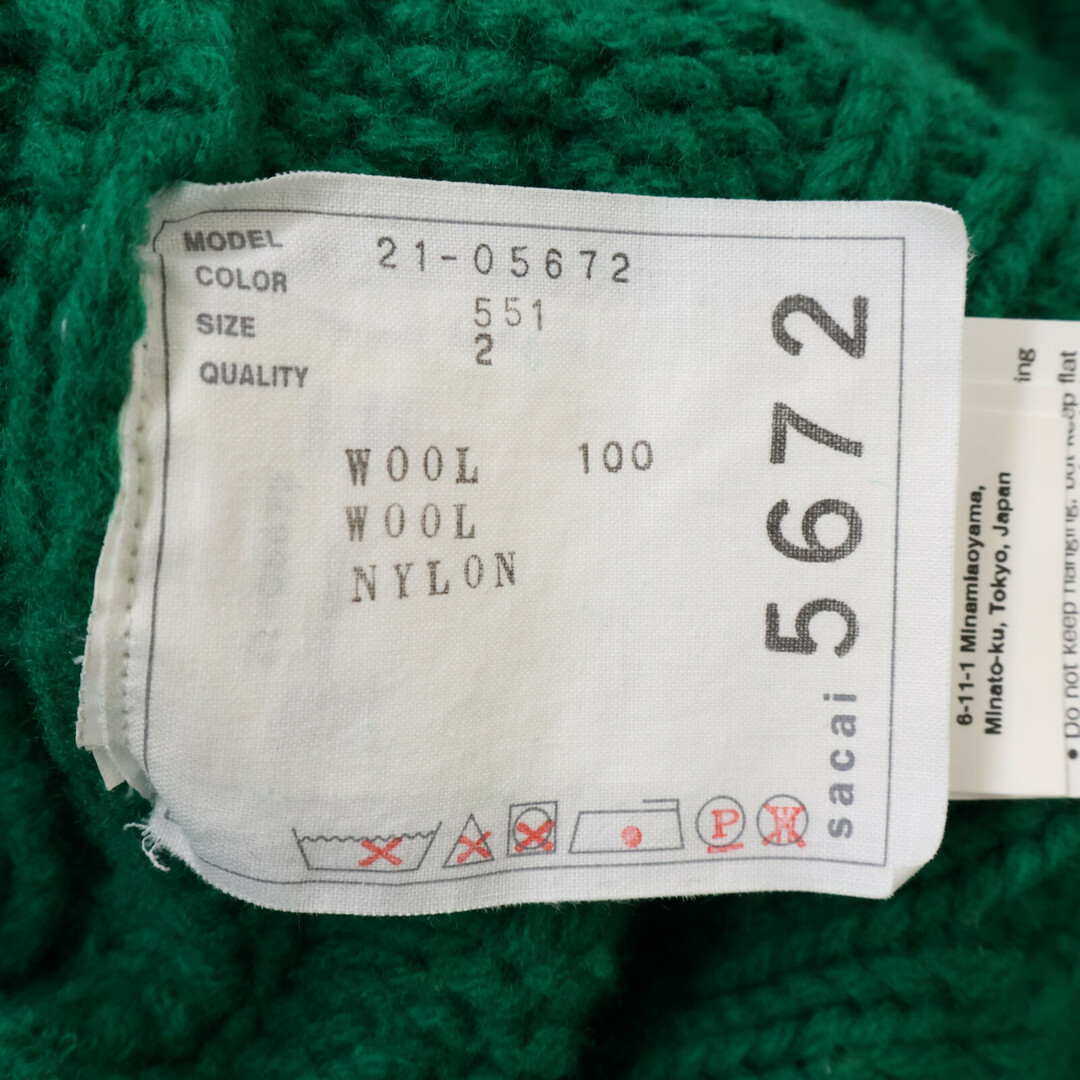 MODEL 21-05672
COLOR 551
SIZE 2
QUALITY
WOOL 100
WOOL
NYLON
sacai 5672
P
W
6-11-1 Minamiaoyama,
Minato-ku, Tokyo, Japan
ing
• Do not keep hanging, but keep flat